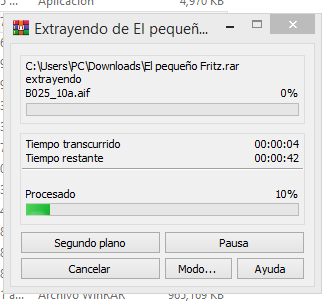 Aplicación 4,970 KB
Extrayendo de El pequeñ...
C:\Users\PC\Downloads\El pequeño Fritz.rar
extrayendo
B025_10a.aif 0%
Tiempo transcurrido 00:00:04
Tiempo restante 00:00:42
Procesado 10%
Segundo plano Pausa
Cancelar Modo... Ayuda
Archivo WinRAR 965,169 KB